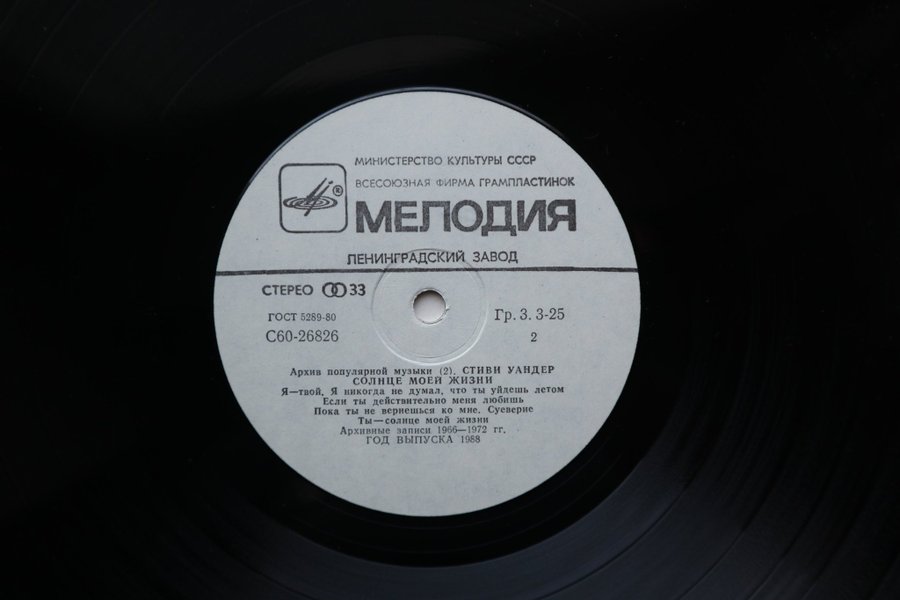 МИНИСТЕРСТВО КУЛЬТУРЫ СССР
ВСЕСОЮЗНАЯ ФИРМА ГРАМПЛАСТИНОК
®
МЕЛОДИЯ
ЛЕНИНГРАДСКИЙ ЗАВОД
СТЕРЕО 33
ГОСТ 5289-80
С60-26826
Гр. 3. 3-25
2
Архив популярной музыки (2). СТИВИ УАНДЕР
СОЛНЦЕ МОЕЙ ЖИЗНИ
Я—твой. Я никогда не думал, что ты уйдешь летом
Если ты действительно меня любишь
Пока ты не вернешься ко мне. Суеверие
Ты—солнце моей жизни
Архивные записи 1966—1972 гг.
ГОД ВЫПУСКА 1988